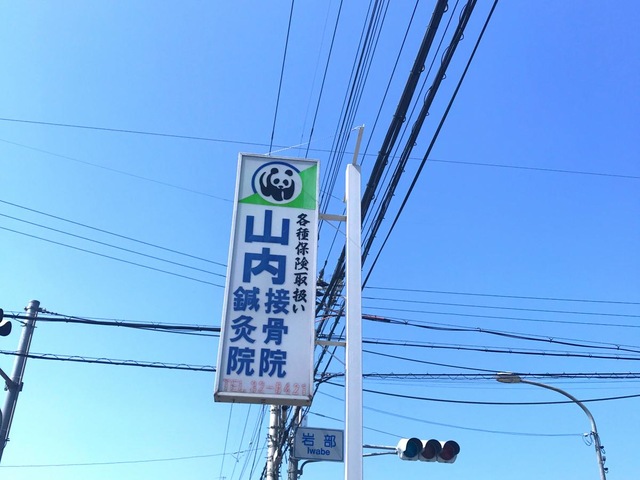 各種保険取扱い
山内
接骨院
鍼灸院
TEL.32-8421
岩部
Iwabe